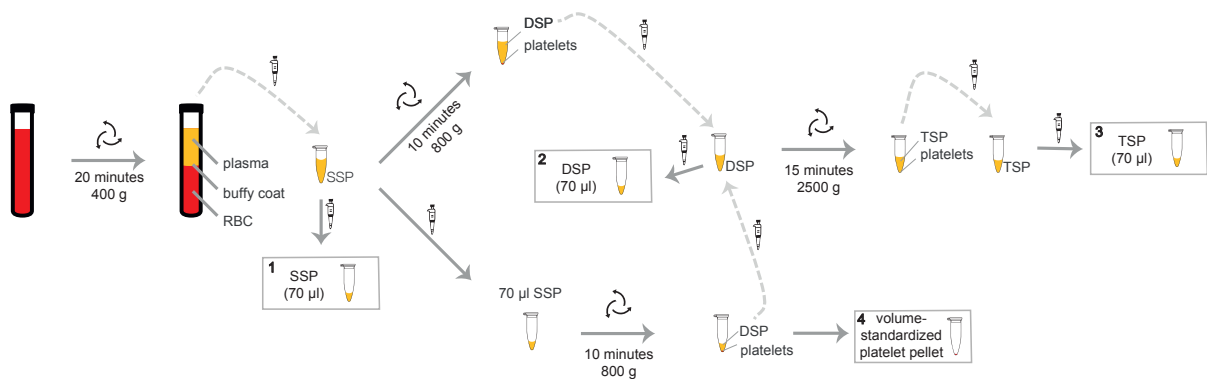 20 minutes
400 g
plasma
buffy coat
RBC
SSP
1
SSP
(70 µl)
10 minutes
800 g
DSP
platelets
2
DSP
(70 µl)
DSP
15 minutes
2500 g
TSP
platelets
TSP
3
TSP
(70 µl)
70 µl SSP
10 minutes
800 g
DSP
platelets
4 volume-
standardized
platelet pellet